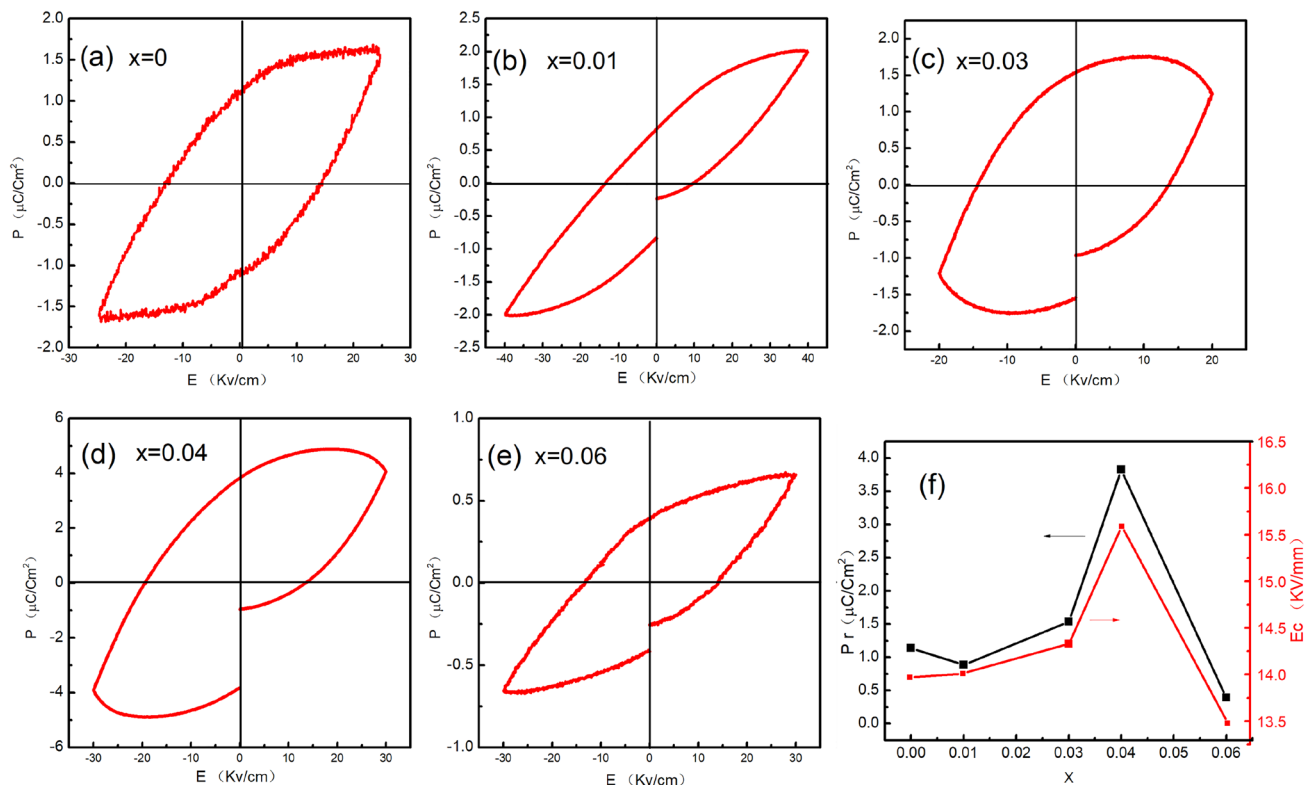 (a) x=0
2.0
1.5
1.0
0.5
0.0
-0.5
-1.0
-1.5
-2.0
P (μC/Cm²)
-30 -20 -10 0 10 20 30
E (Kv/cm)
(b) x=0.01
2.5
2.0
1.5
1.0
0.5
0.0
-0.5
-1.0
-1.5
-2.0
-2.5
P (μC/Cm²)
-40 -30 -20 -10 0 10 20 30 40
E (Kv/cm)
(c) x=0.03
2.0
1.5
1.0
0.5
0.0
-0.5
-1.0
-1.5
-2.0
P (μC/Cm²)
-20 -10 0 10 20
E (Kv/cm)
(d) x=0.04
6
4
2
0
-2
-4
-6
P (μC/Cm²)
-30 -20 -10 0 10 20 30
E (Kv/cm)
(e) x=0.06
1.0
0.5
0.0
-0.5
-1.0
P (μC/Cm²)
-30 -20 -10 0 10 20 30
E (Kv/cm)
(f)
4.0
3.5
3.0
2.5
2.0
1.5
1.0
0.5
0.0
Pr (μC/Cm²)
0.00 0.01 0.02 0.03 0.04 0.05 0.06
X
16.5
16.0
15.5
15.0
14.5
14.0
13.5
Ec (KV/mm)